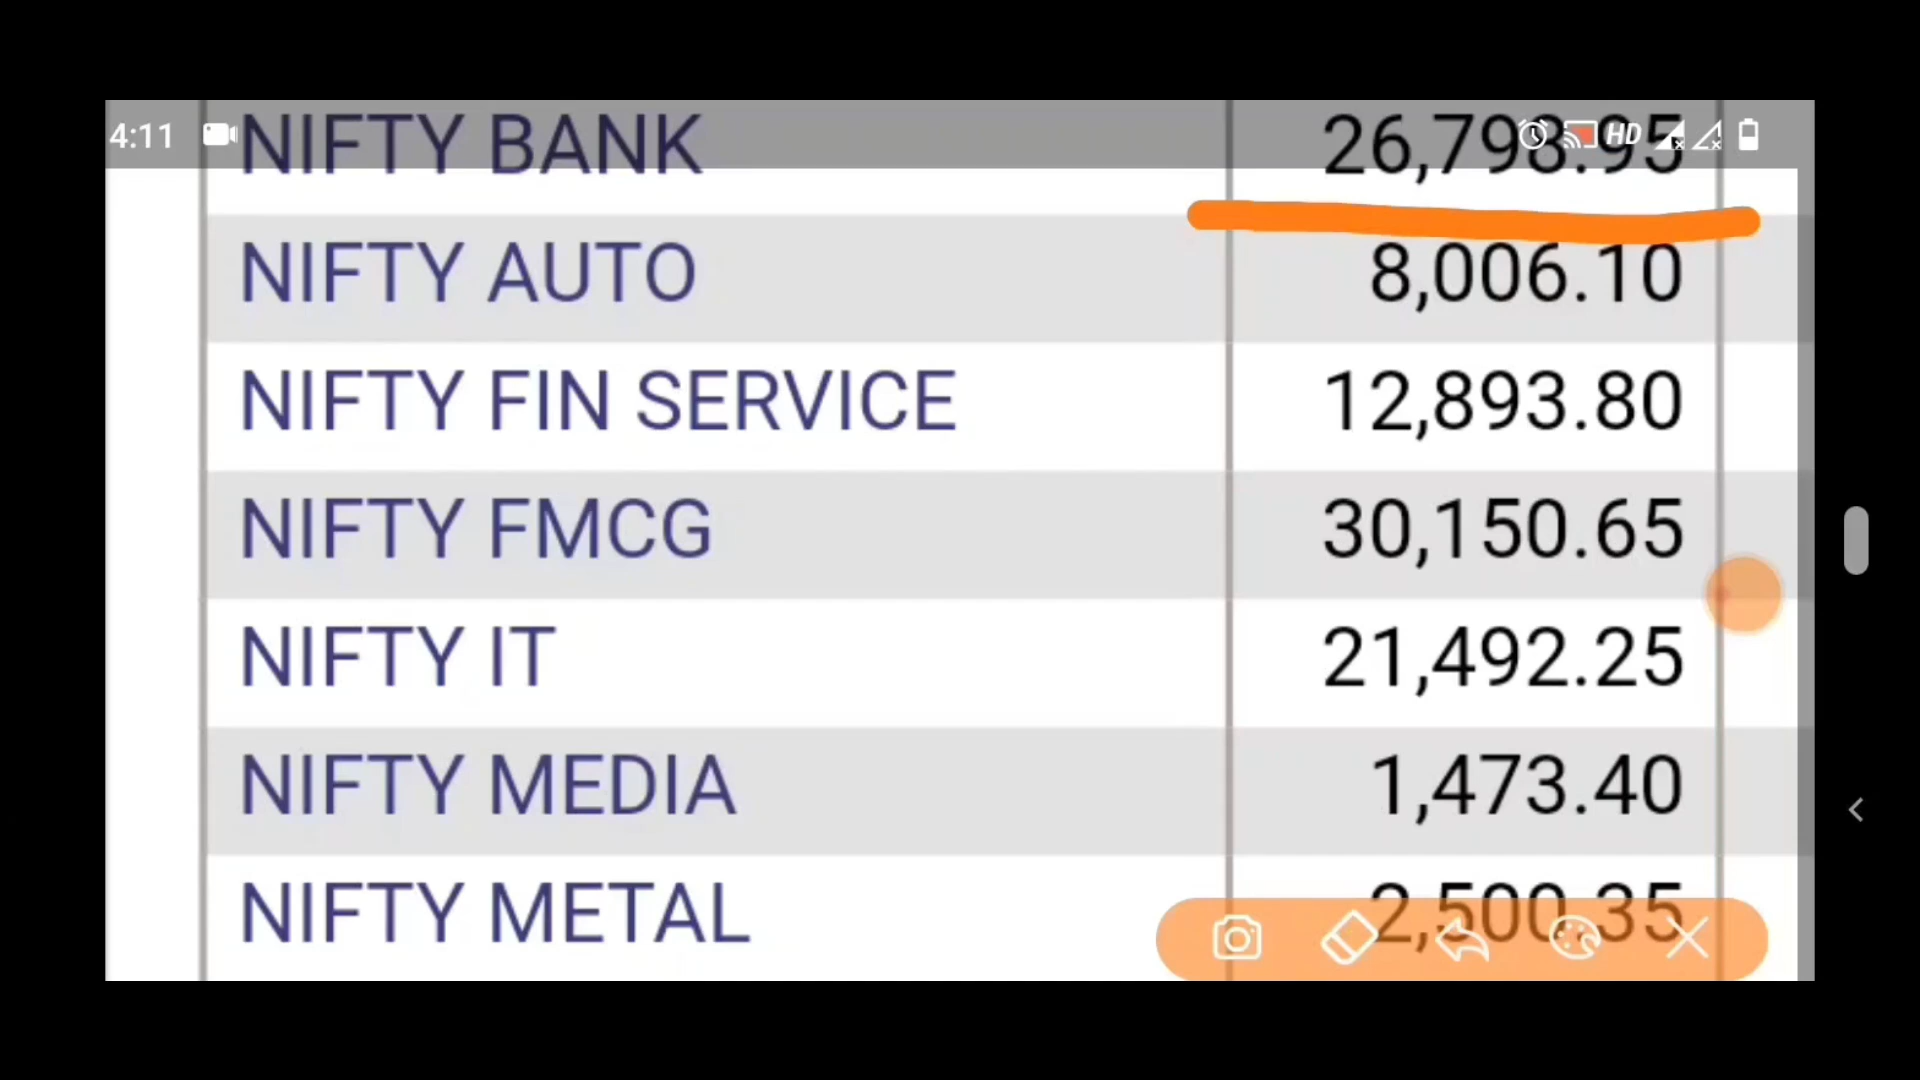 4:11 HD
NIFTY BANK 26,798.95
NIFTY AUTO 8,006.10
NIFTY FIN SERVICE 12,893.80
NIFTY FMCG 30,150.65
NIFTY IT 21,492.25
NIFTY MEDIA 1,473.40
NIFTY METAL 2,500.35